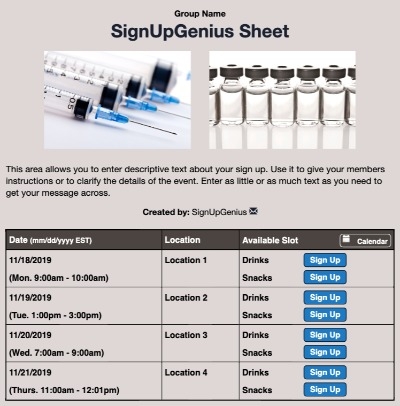 Group Name
SignUpGenius Sheet
This area allows you to enter descriptive text about your sign up. Use it to give your members
instructions or to clarify the details of the event. Enter as little or as much text as you need to
get your message across.
Created by: SignUpGenius
Date (mm/dd/yyyy EST) Location Available Slot Calendar
11/18/2019 Location 1 Drinks Sign Up
(Mon. 9:00am - 10:00am) Snacks Sign Up
11/19/2019 Location 2 Drinks Sign Up
(Tue. 1:00pm - 3:00pm) Snacks Sign Up
11/20/2019 Location 3 Drinks Sign Up
(Wed. 7:00am - 9:00am) Snacks Sign Up
11/21/2019 Location 4 Drinks Sign Up
(Thurs. 11:00am - 12:01pm) Snacks Sign Up